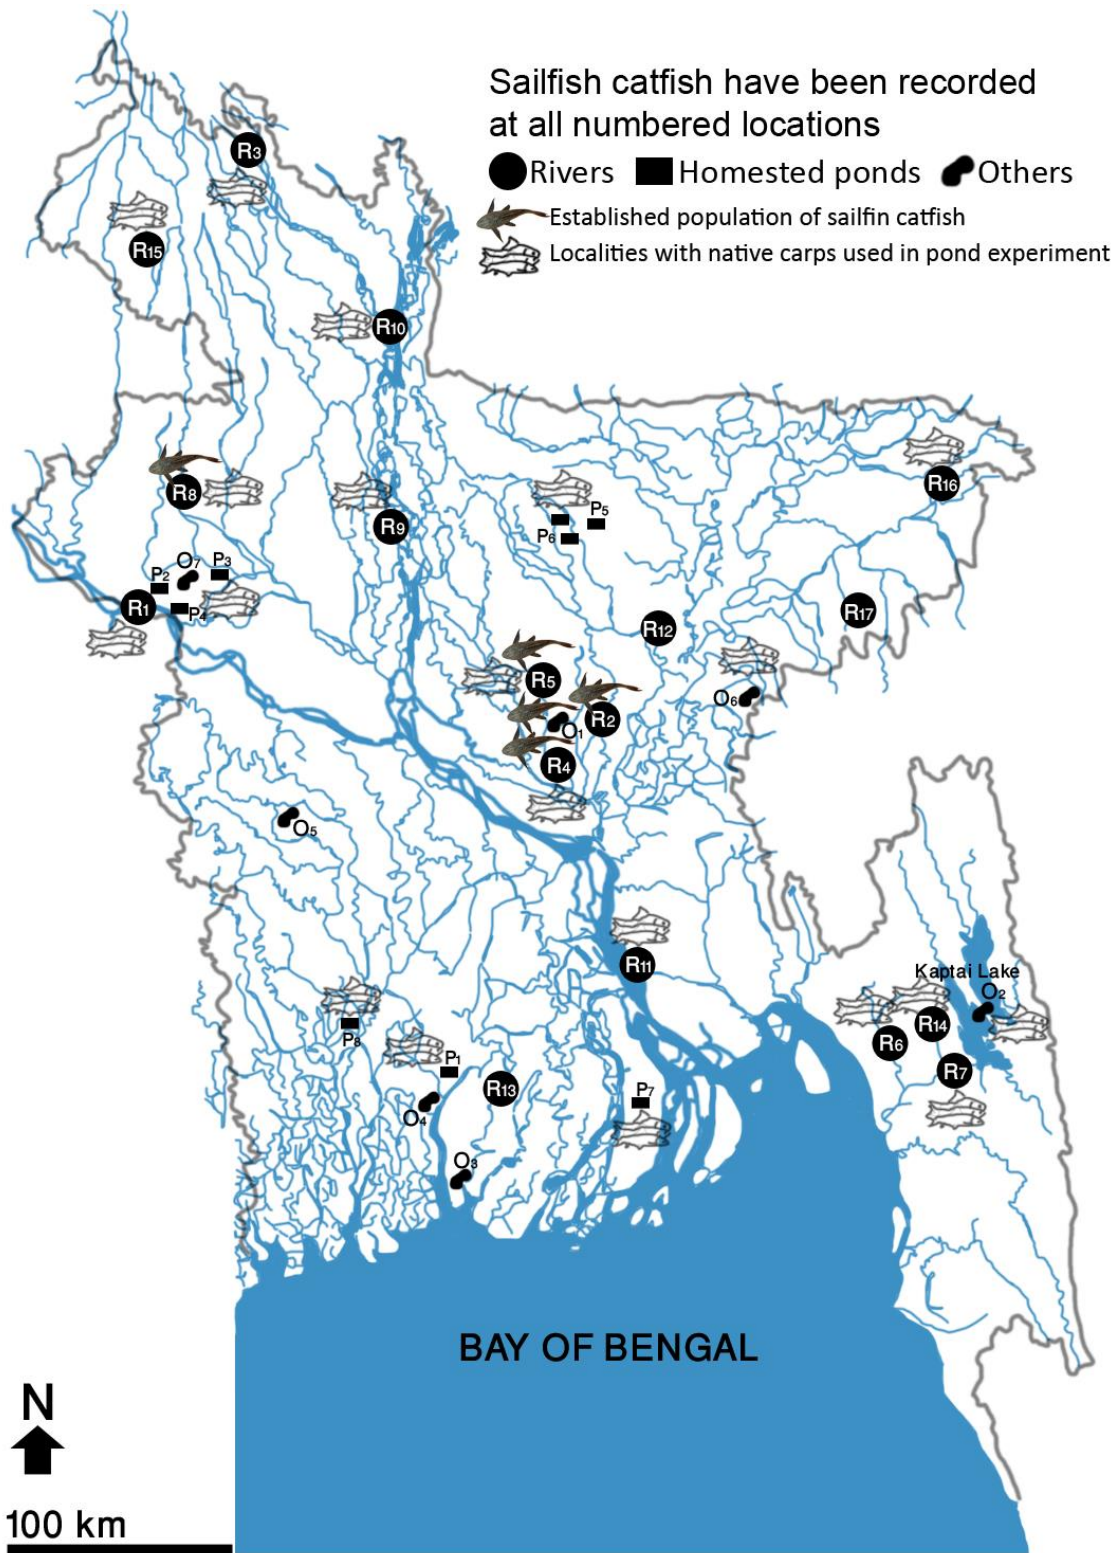 Sailfish catfish have been recorded
at all numbered locations
Rivers Homested ponds Others
Established population of sailfin catfish
Localities with native carps used in pond experiment
R3
R15
R10
R8
R9
R16
P5
P6
O7
P3
P2
R1
P4
R17
R12
R5
O6
R2
O1
R4
O5
R11
Kaptai Lake
O2
R14
P8
R6
P1
R7
R13
P7
O4
O3
BAY OF BENGAL
N
100 km